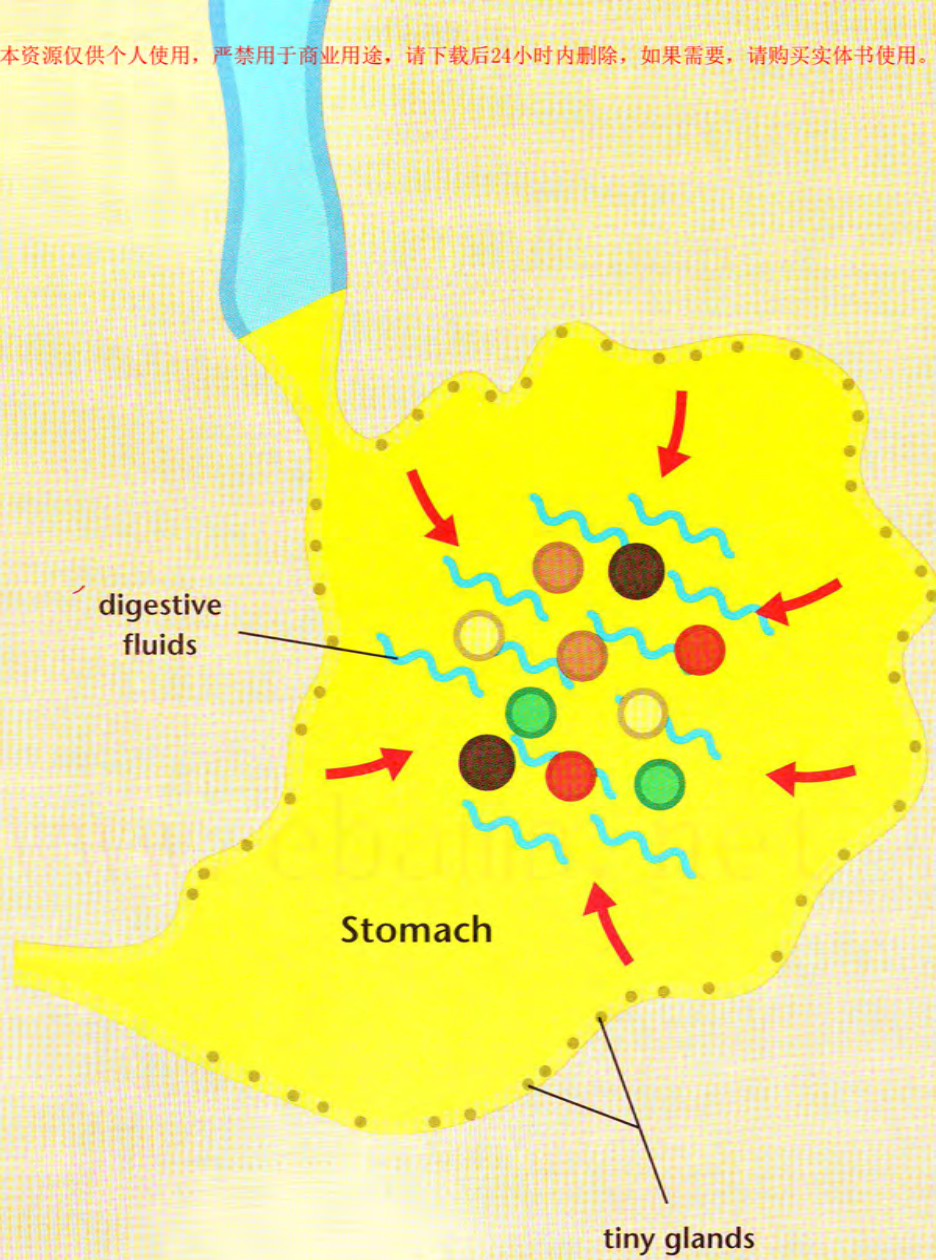 本资源仅供个人使用，严禁用于商业用途，请下载后24小时内删除，如果需要，请购买实体书使用。
digestive
fluids
Stomach
tiny glands